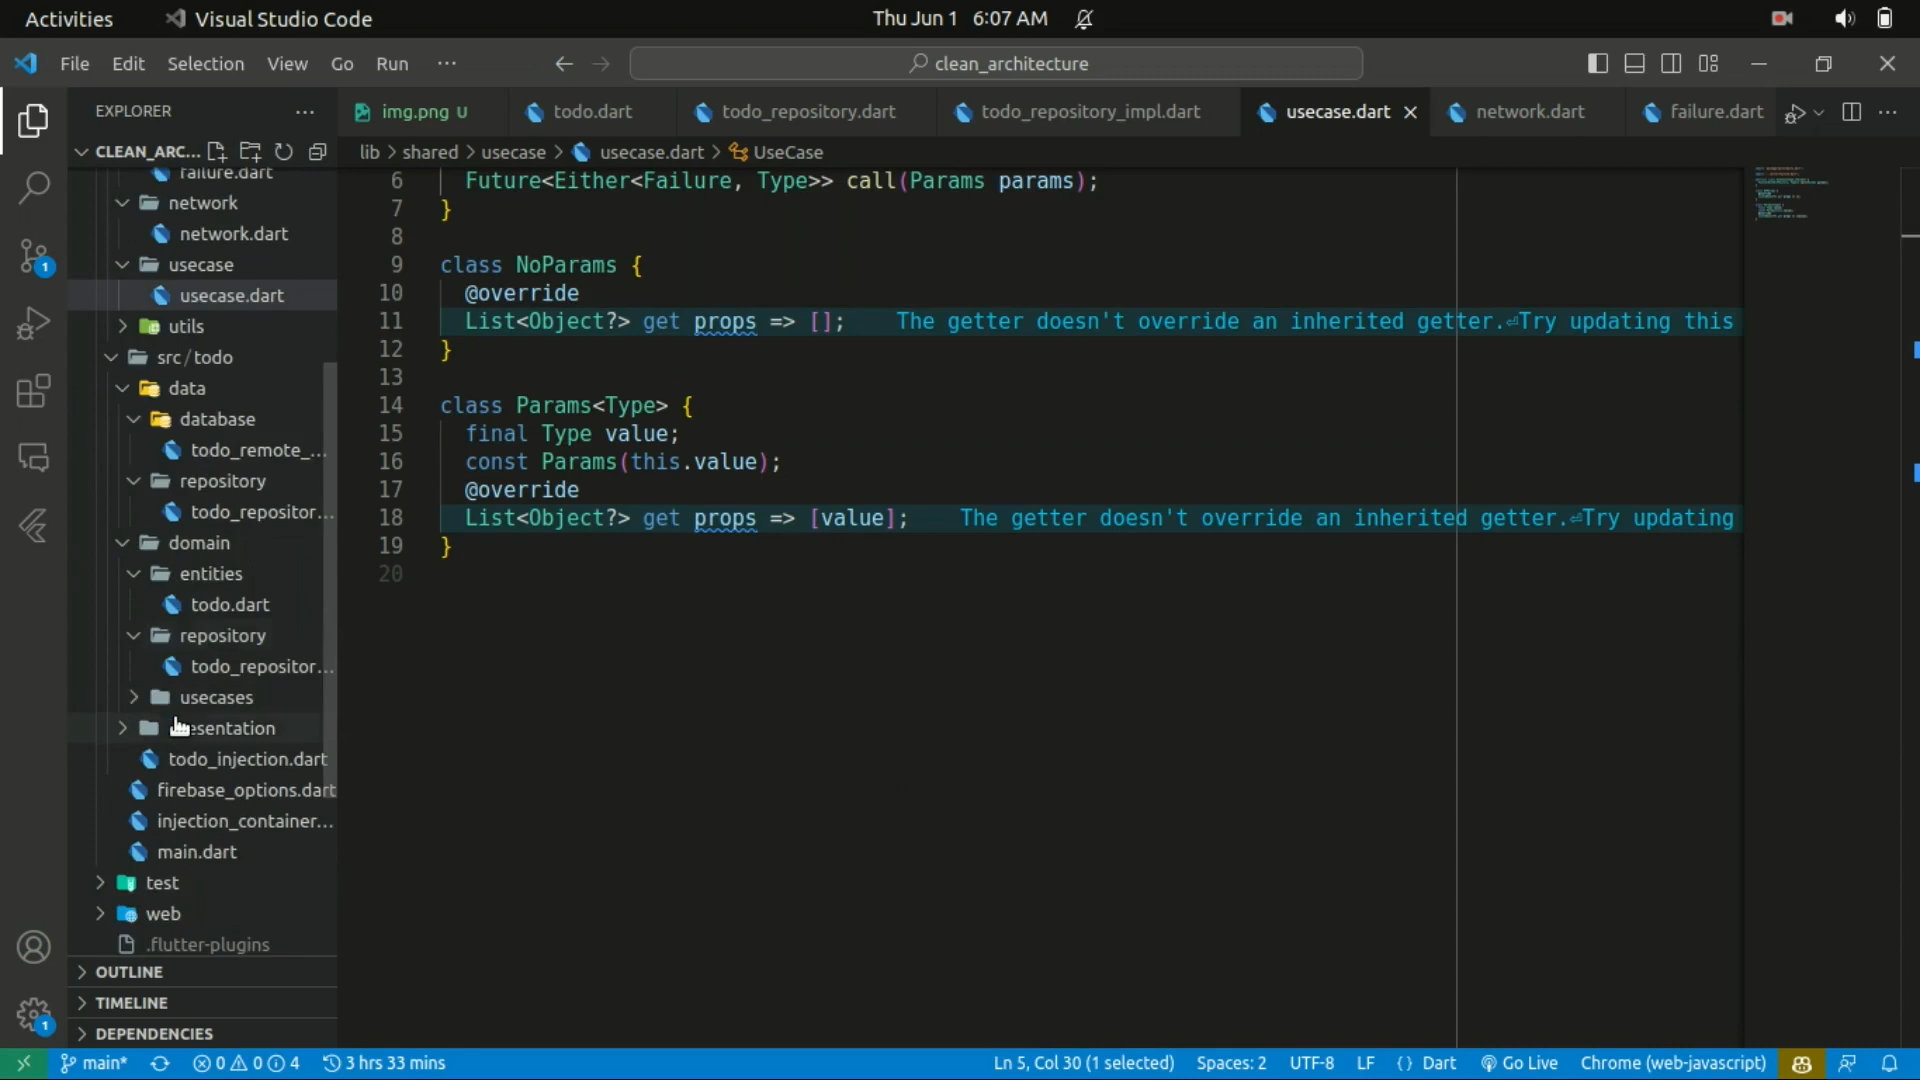 Activities
Visual Studio Code
Thu Jun 1 6:07 AM
File Edit Selection View Go Run ···
clean_architecture
EXPLORER
img.png U
todo.dart
todo_repository.dart
todo_repository_impl.dart
usecase.dart
network.dart
failure.dart
CLEAN_ARC...
lib > shared > usecase > usecase.dart > UseCase
failure.dart
network
network.dart
usecase
usecase.dart
utils
src/todo
data
database
todo_remote_...
repository
todo_repositor...
domain
entities
todo.dart
repository
todo_repositor...
usecases
esentation
todo_injection.dart
firebase_options.dart
injection_container...
main.dart
test
web
.flutter-plugins
OUTLINE
TIMELINE
DEPENDENCIES
6 Future<Either<Failure, Type>> call(Params params);
7 }
8
9 class NoParams {
10 @override
11 List<Object?> get props => []; The getter doesn't override an inherited getter.⏎Try updating this
12 }
13
14 class Params<Type> {
15 final Type value;
16 const Params(this.value);
17 @override
18 List<Object?> get props => [value]; The getter doesn't override an inherited getter.⏎Try updating
19 }
20
1
1
main*
0 0 4
3 hrs 33 mins
Ln 5, Col 30 (1 selected)
Spaces: 2
UTF-8
LF
{ } Dart
Go Live
Chrome (web-javascript)